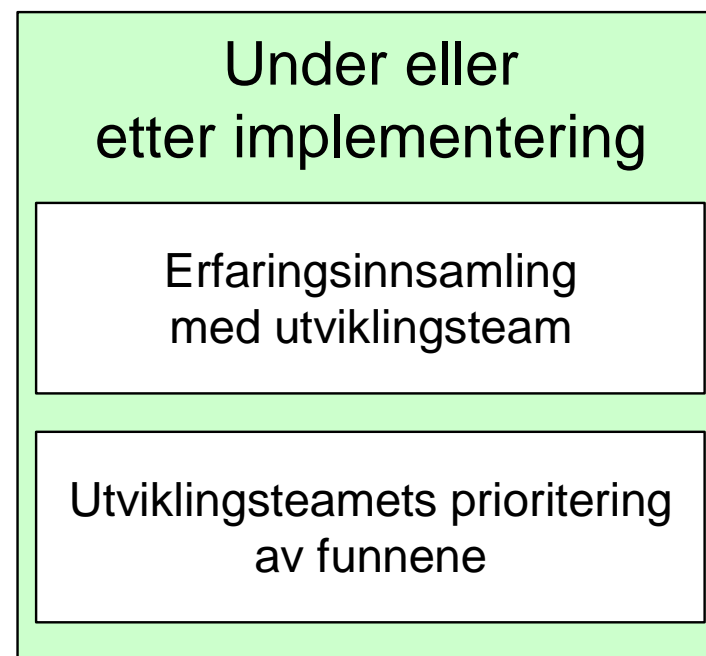 Under eller
etter implementering
Erfaringsinnsamling
med utviklingsteam
Utviklingsteamets prioritering
av funnene